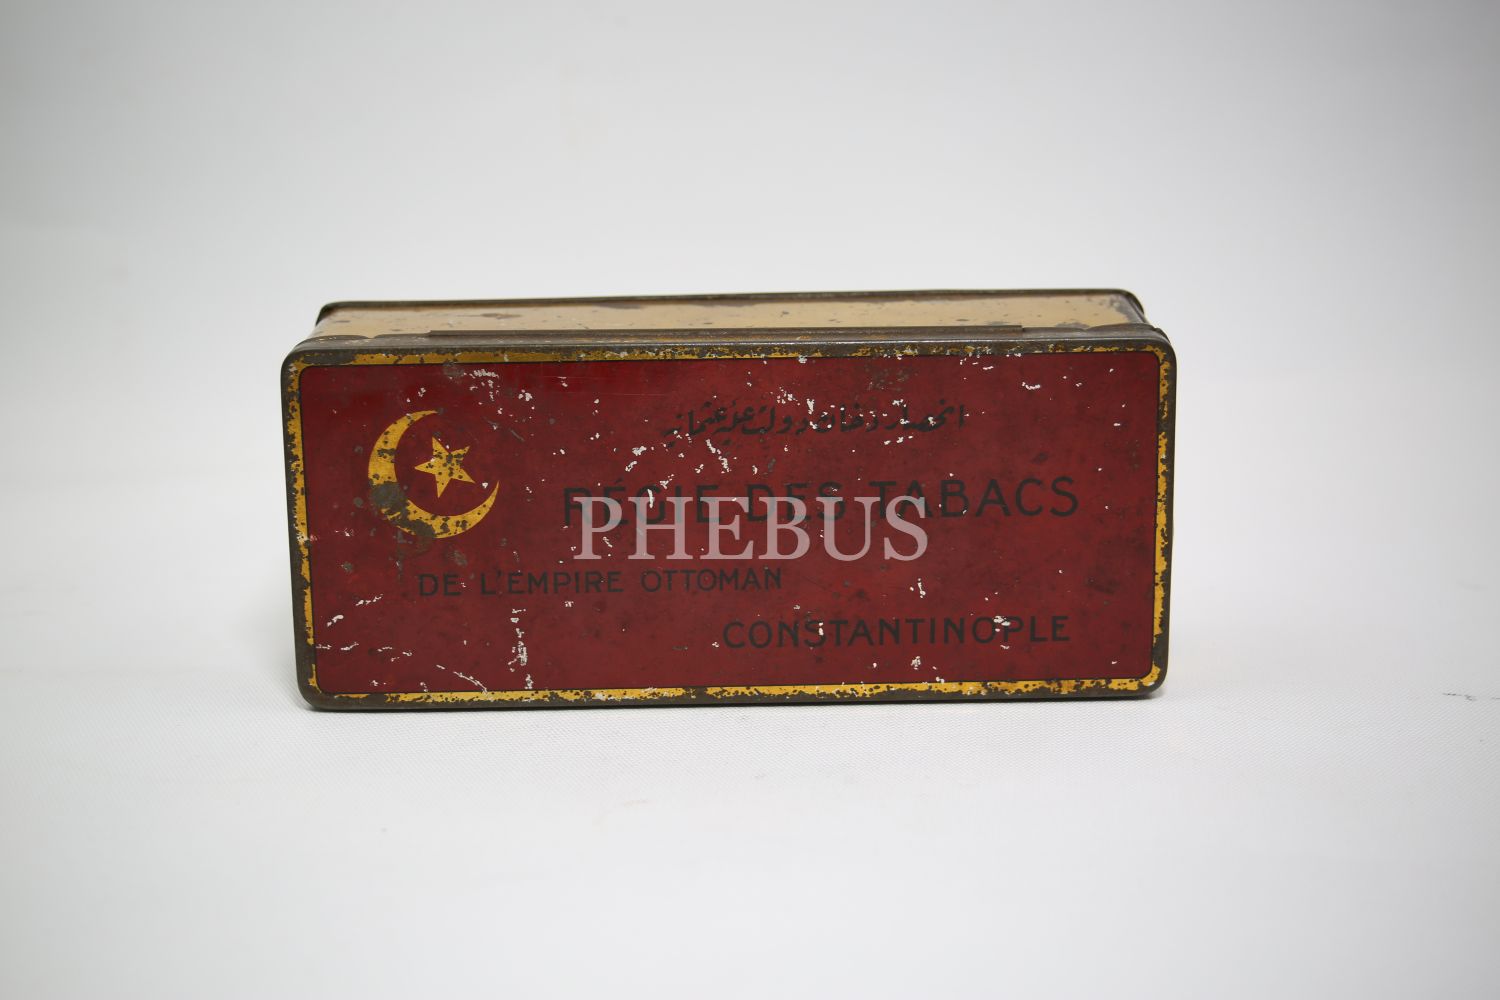 انحصار دخان دولت علیه عثمانیه
RÉGIE DES TABACS
DE L'EMPIRE OTTOMAN
CONSTANTINOPLE
PHEBUS